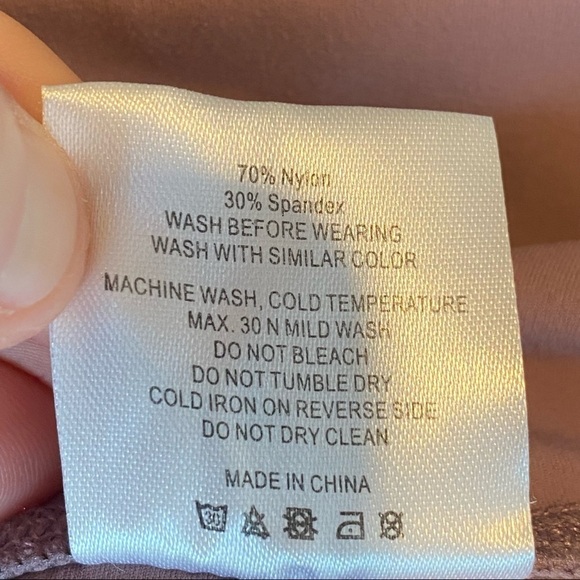 70% Nylon
30% Spandex
WASH BEFORE WEARING
WASH WITH SIMILAR COLOR
MACHINE WASH, COLD TEMPERATURE
MAX. 30 N MILD WASH
DO NOT BLEACH
DO NOT TUMBLE DRY
COLD IRON ON REVERSE SIDE
DO NOT DRY CLEAN
MADE IN CHINA
30